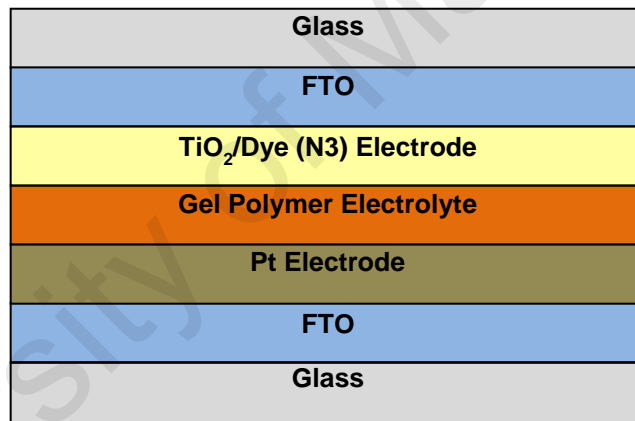 Glass
FTO
TiO₂/Dye (N3) Electrode
Gel Polymer Electrolyte
Pt Electrode
FTO
Glass